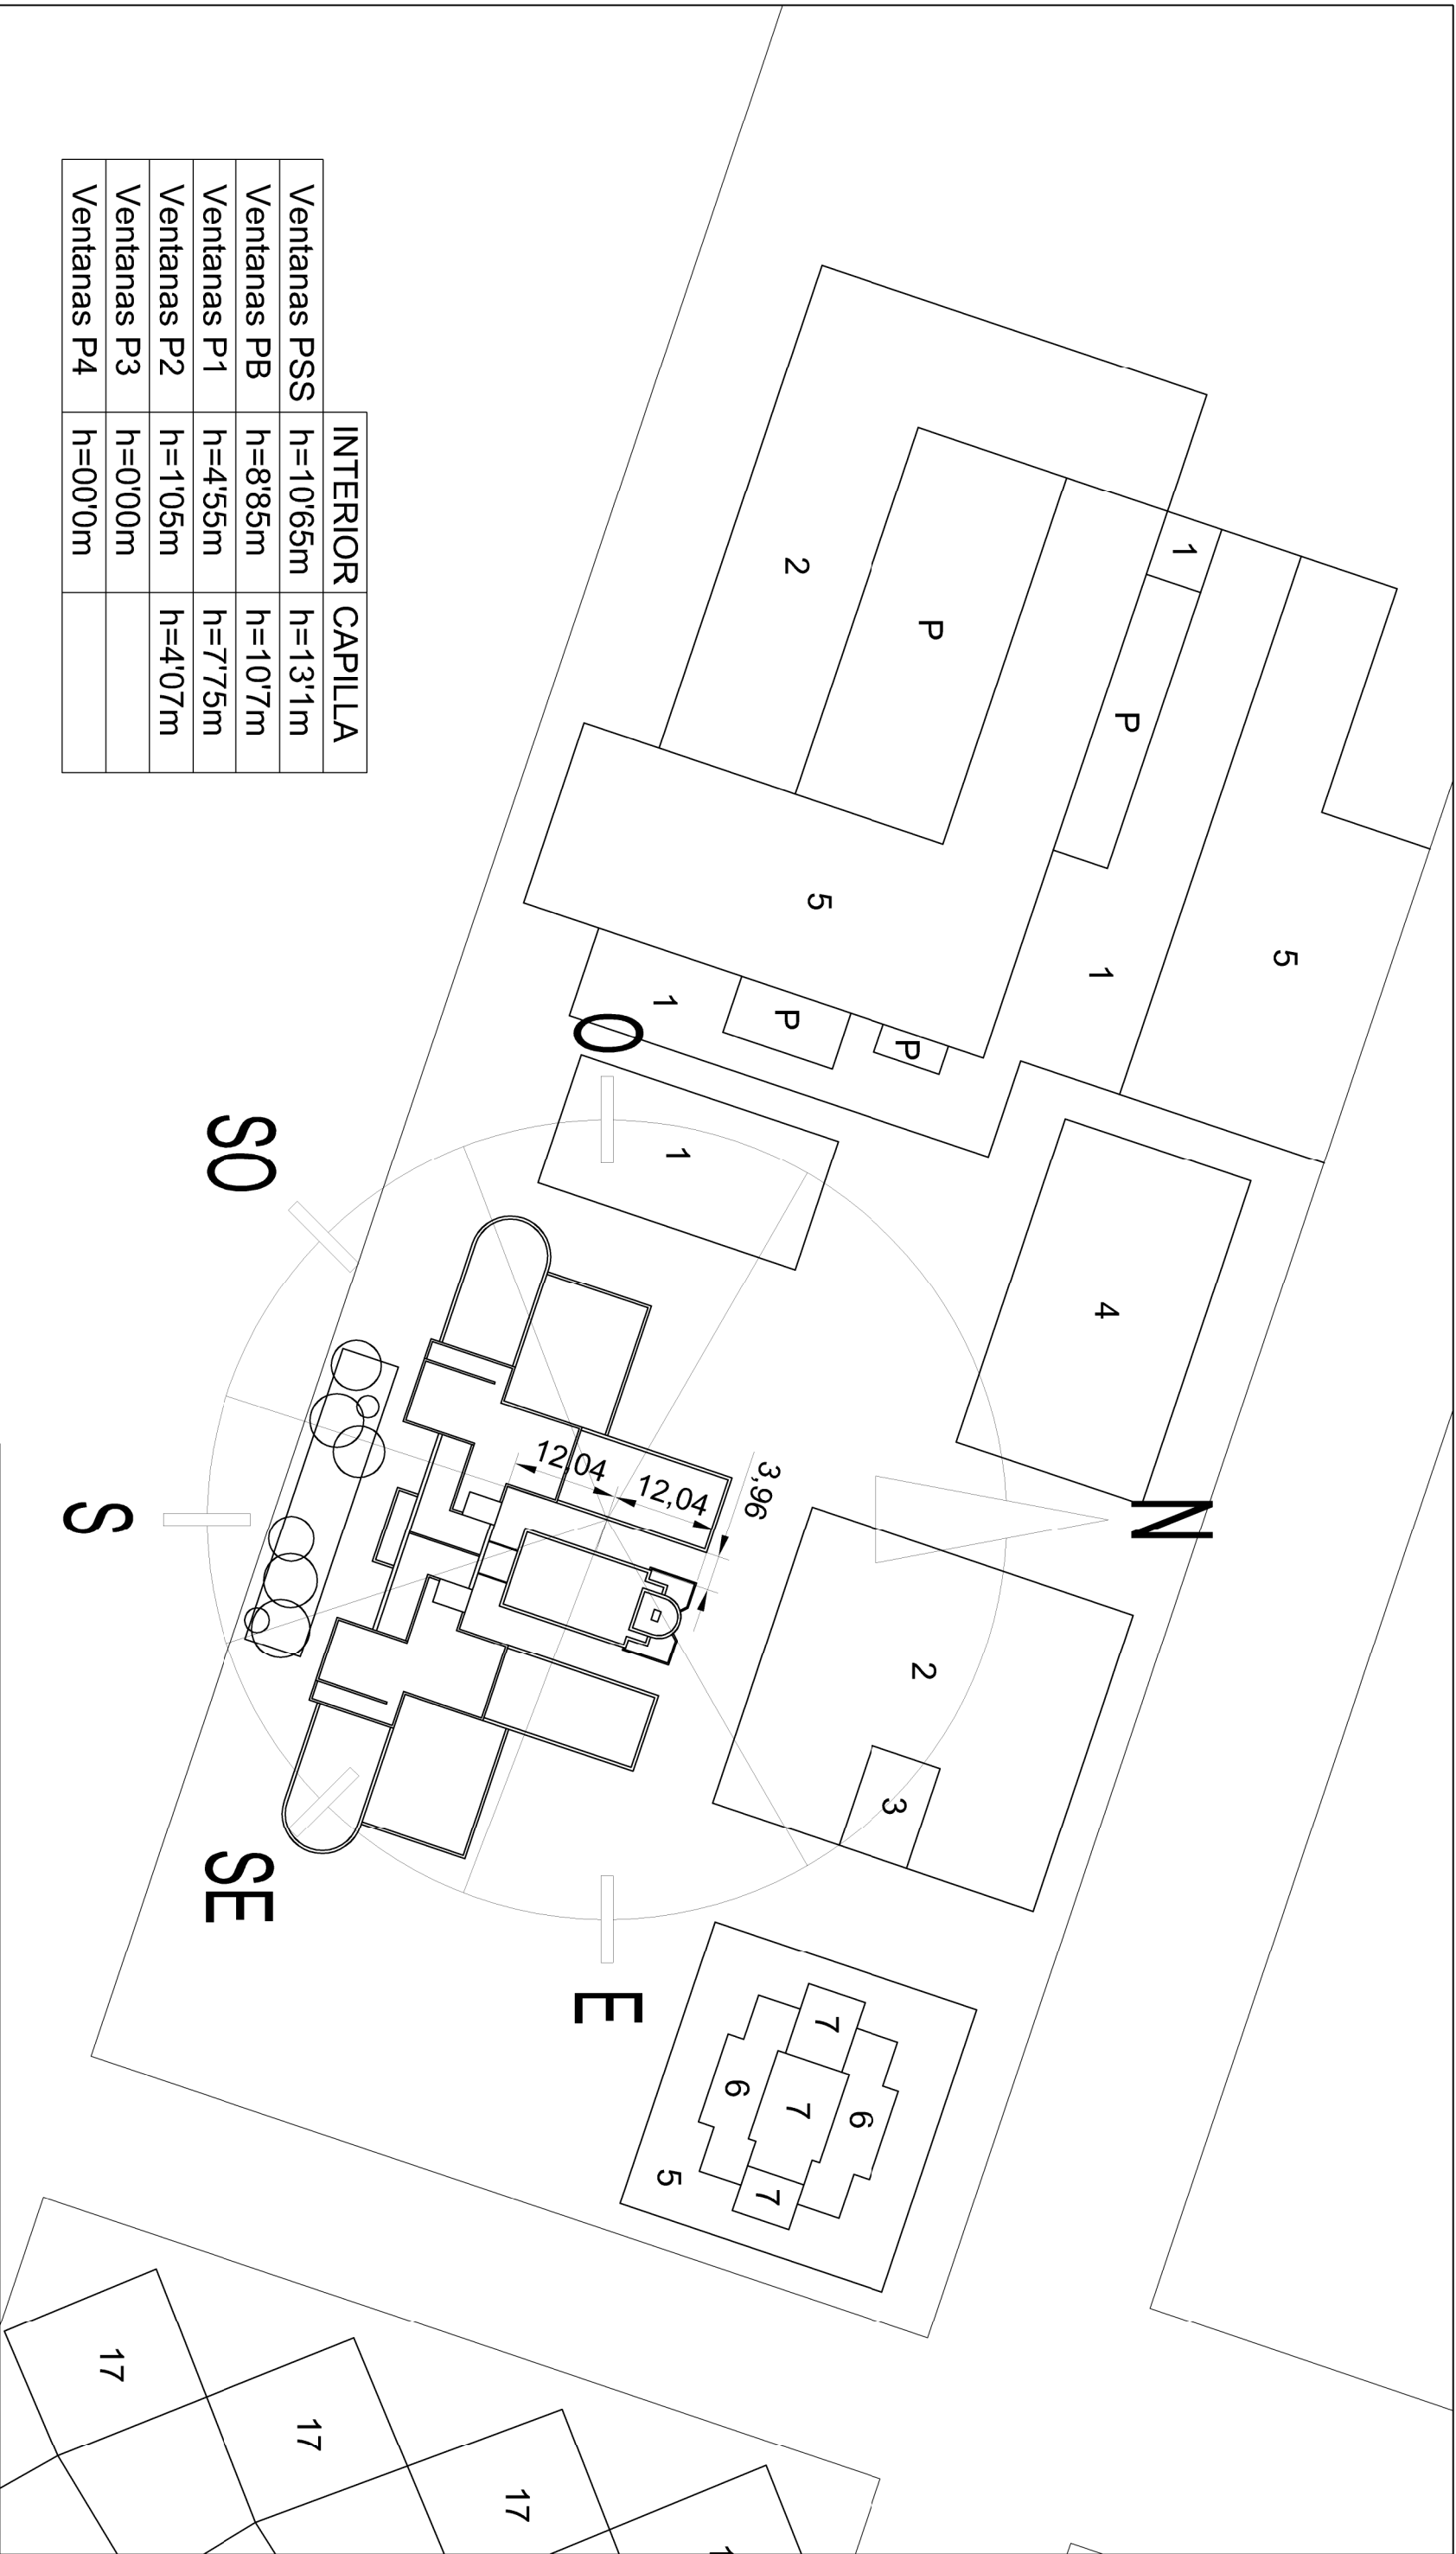 INTERIOR CAPILLA
Ventanas PSS h=10'65m h=13'1m
Ventanas PB h=8'85m h=10'7m
Ventanas P1 h=4'55m h=7'75m
Ventanas P2 h=1'05m h=4'07m
Ventanas P3 h=0'00m
Ventanas P4 h=00'0m
5
1
P
1
P
2
5
1
P
P
1
4
N
2
3
7
6
7
6
7
5
O
SO
S
SE
E
12,04
12,04
3,96
17
17
17